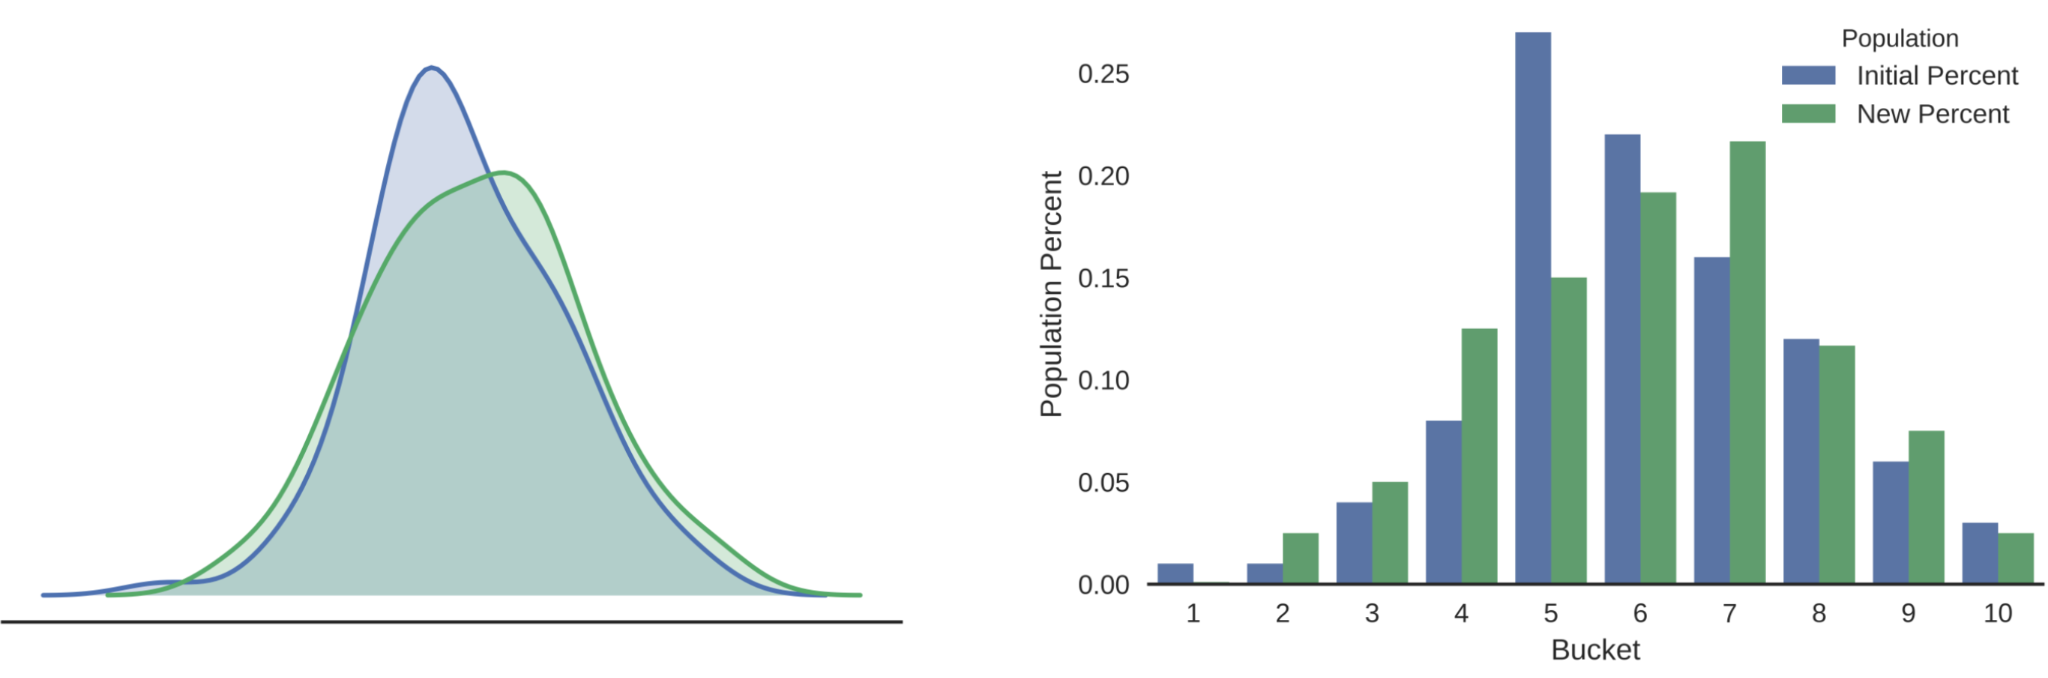 Population
Initial Percent
New Percent
Population Percent
0.25
0.20
0.15
0.10
0.05
0.00
1 2 3 4 5 6 7 8 9 10
Bucket